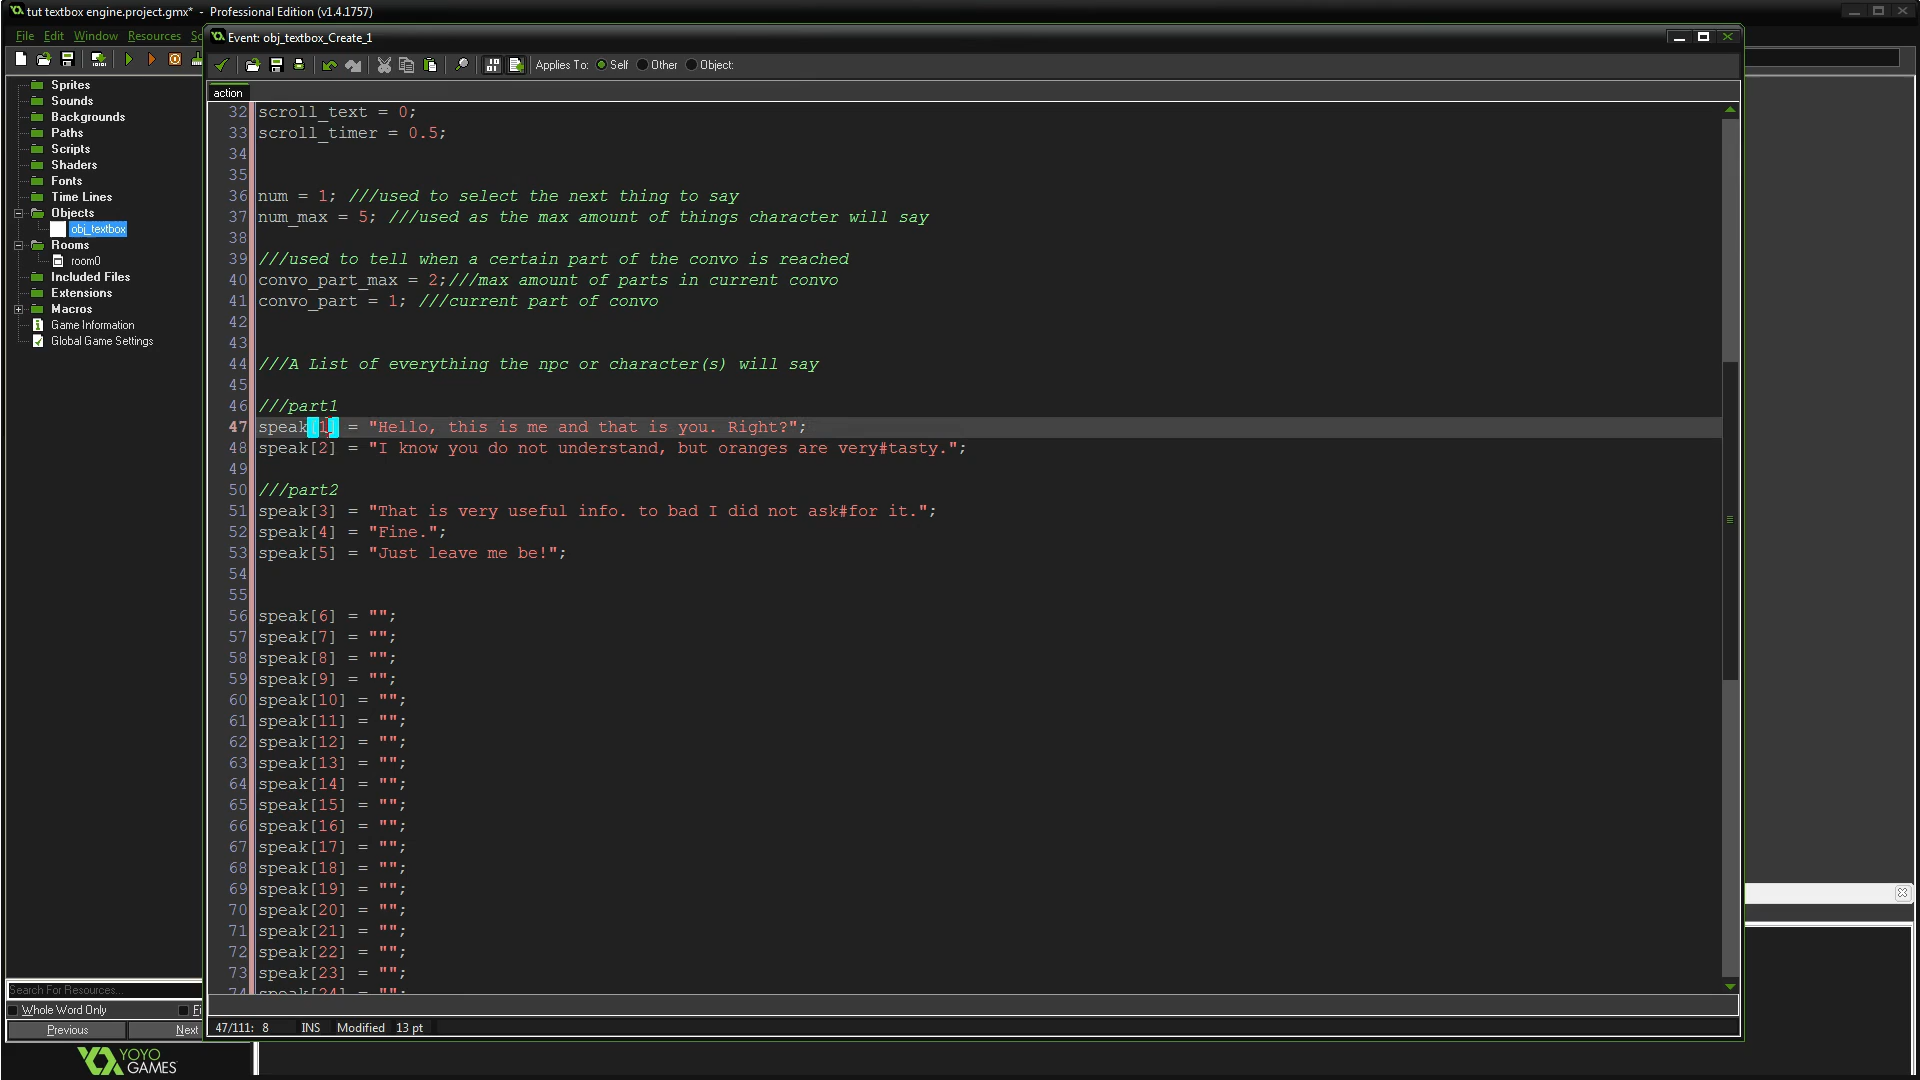 tut textbox engine.project.gmx* - Professional Edition (v1.4.1757)
File Edit Window Resources Sc
Event: obj_textbox_Create_1
Applies To: Self Other Object:
action
Sprites
Sounds
Backgrounds
Paths
Scripts
Shaders
Fonts
Time Lines
Objects
obj_textbox
Rooms
room0
Included Files
Extensions
Macros
Game Information
Global Game Settings
32 scroll_text = 0;
33 scroll_timer = 0.5;
34
35
36 num = 1; ///used to select the next thing to say
37 num_max = 5; ///used as the max amount of things character will say
38
39 ///used to tell when a certain part of the convo is reached
40 convo_part_max = 2;///max amount of parts in current convo
41 convo_part = 1; ///current part of convo
42
43
44 ///A List of everything the npc or character(s) will say
45
46 ///part1
47 speak[1] = "Hello, this is me and that is you. Right?";
48 speak[2] = "I know you do not understand, but oranges are very#tasty.";
49
50 ///part2
51 speak[3] = "That is very useful info. to bad I did not ask#for it.";
52 speak[4] = "Fine.";
53 speak[5] = "Just leave me be!";
54
55
56 speak[6] = "";
57 speak[7] = "";
58 speak[8] = "";
59 speak[9] = "";
60 speak[10] = "";
61 speak[11] = "";
62 speak[12] = "";
63 speak[13] = "";
64 speak[14] = "";
65 speak[15] = "";
66 speak[16] = "";
67 speak[17] = "";
68 speak[18] = "";
69 speak[19] = "";
70 speak[20] = "";
71 speak[21] = "";
72 speak[22] = "";
73 speak[23] = "";
74 speak[24] = "";
Search For Resources...
Whole Word Only Fi
Previous Next
47/111: 8 INS Modified 13 pt
YOYO
GAMES